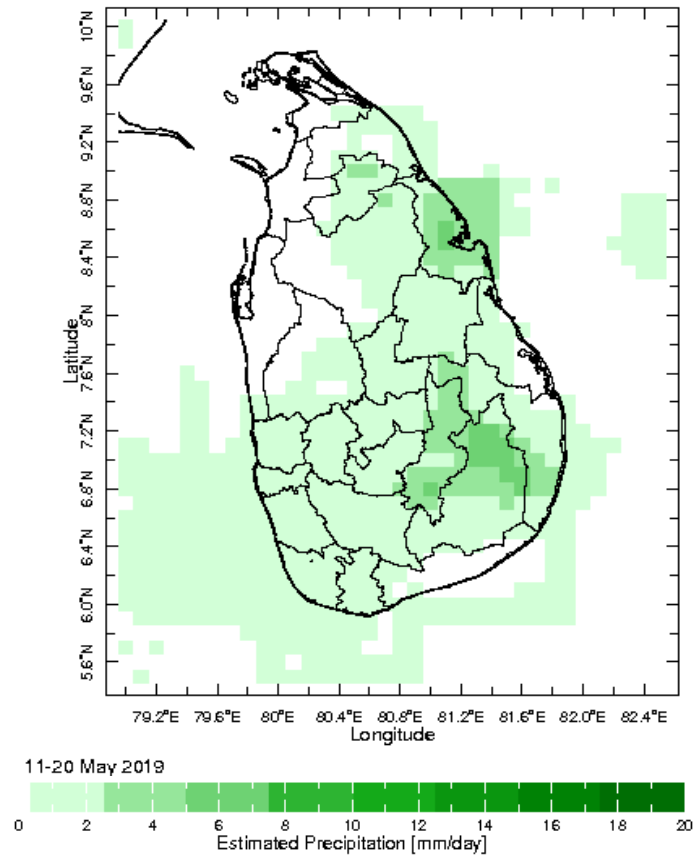 10°N
9.6°N
9.2°N
8.8°N
8.4°N
8°N
7.6°N
7.2°N
6.8°N
6.4°N
6.0°N
5.6°N
Latitude
79.2°E 79.6°E 80°E 80.4°E 80.8°E 81.2°E 81.6°E 82.0°E 82.4°E
Longitude
11-20 May 2019
0 2 4 6 8 10 12 14 16 18 20
Estimated Precipitation [mm/day]